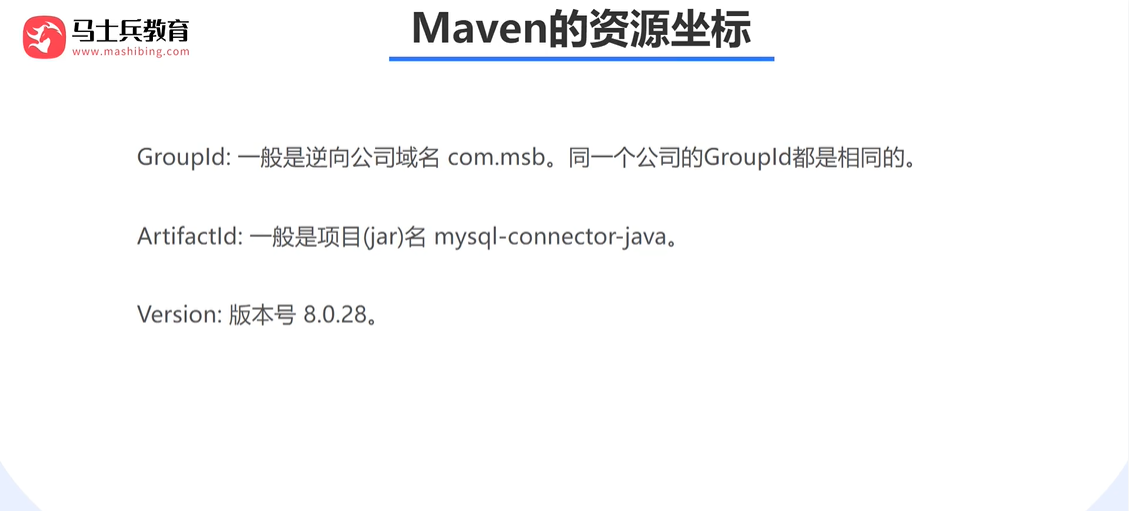 马士兵教育
www.mashibing.com
Maven的资源坐标
GroupId: 一般是逆向公司域名 com.msb。同一个公司的GroupId都是相同的。
ArtifactId: 一般是项目(jar)名 mysql-connector-java。
Version: 版本号 8.0.28。